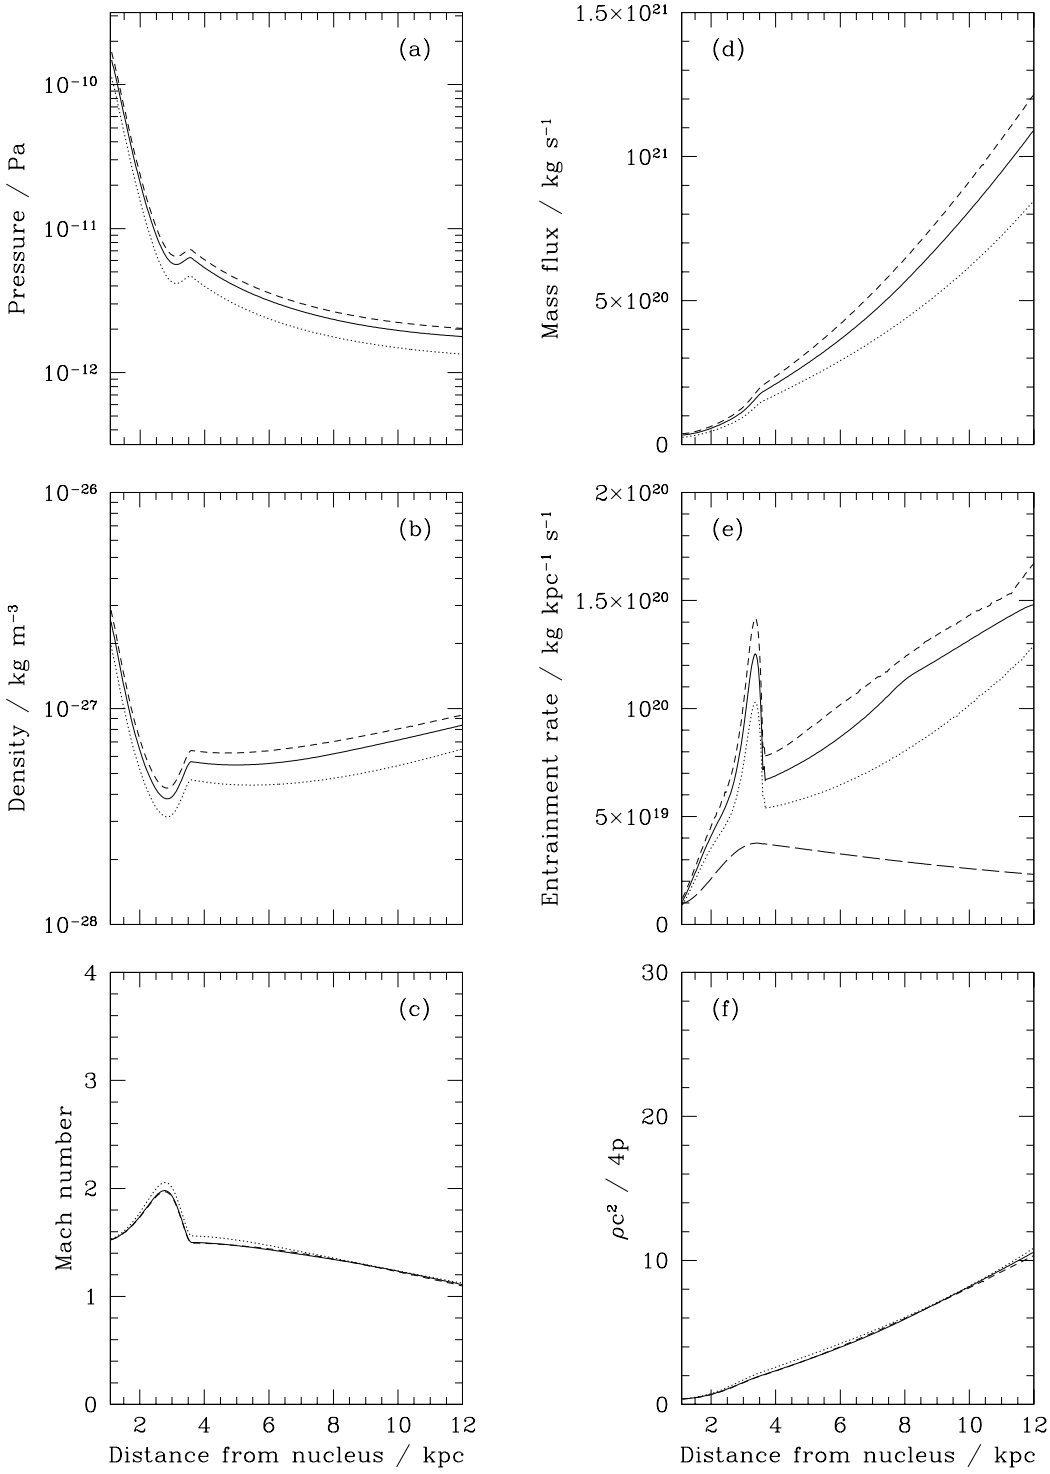 (a)
10⁻¹⁰
10⁻¹¹
10⁻¹²
Pressure / Pa
(b)
10⁻²⁶
10⁻²⁷
10⁻²⁸
Density / kg m⁻³
(c)
4
3
2
1
0
Mach number
2 4 6 8 10 12
Distance from nucleus / kpc
(d)
1.5×10²¹
10²¹
5×10²⁰
0
Mass flux / kg s⁻¹
(e)
2×10²⁰
1.5×10²⁰
10²⁰
5×10¹⁹
0
Entrainment rate / kg kpc⁻¹ s⁻¹
(f)
30
20
10
0
ρc² / 4p
2 4 6 8 10 12
Distance from nucleus / kpc